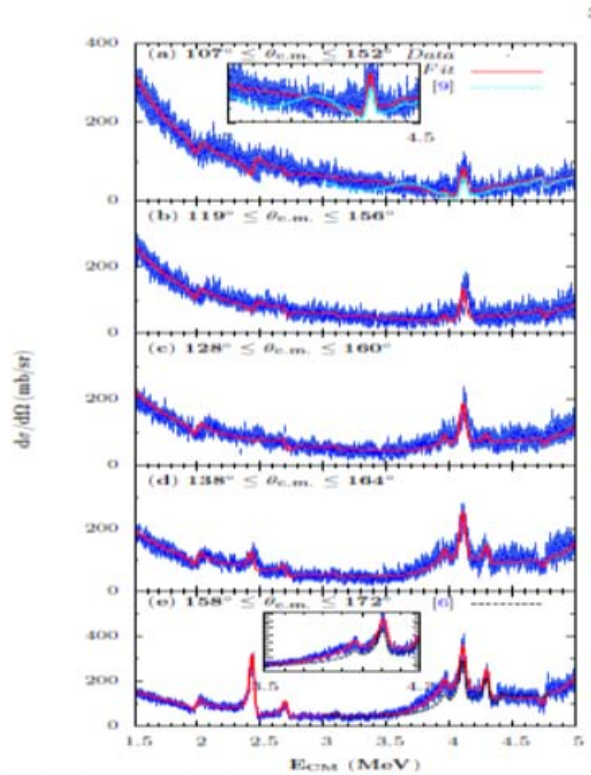 400
(a) 107° ≤ θc.m. ≤ 152° Data
Fit
[9]
200
4.5
0
(b) 119° ≤ θc.m. ≤ 156°
200
0
(c) 128° ≤ θc.m. ≤ 160°
200
0
(d) 138° ≤ θc.m. ≤ 164°
200
0
(e) 158° ≤ θc.m. ≤ 172° [6]
400
200
0
3.5
dσ/dΩ (mb/sr)
1.5 2 2.5 3 3.5 4 4.5 5
ECM (MeV)